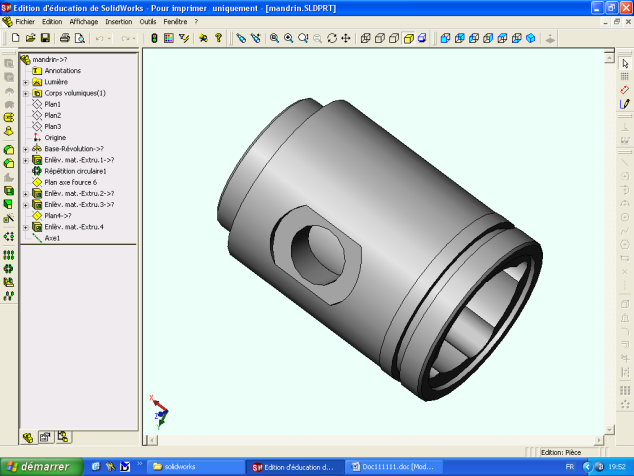 Edition d'éducation de SolidWorks - Pour imprimer uniquement - [mandrin.SLDPRT]
Fichier Edition Affichage Insertion Outils Fenêtre ?
mandrin->?
Annotations
Lumière
Corps volumiques(1)
Plan1
Plan2
Plan3
Origine
Base-Révolution->?
Enlèv. mat.-Extru.1->?
Répétition circulaire1
Plan axe fource 6
Enlèv. mat.-Extru.2->?
Enlèv. mat.-Extru.3->?
Plan4->?
Enlèv. mat.-Extru.4
Axe1
X
Z
Y
Edition: Pièce
démarrer
solidworks
Edition d'éducation d...
Doc111111.doc [Mod...
FR
19:52